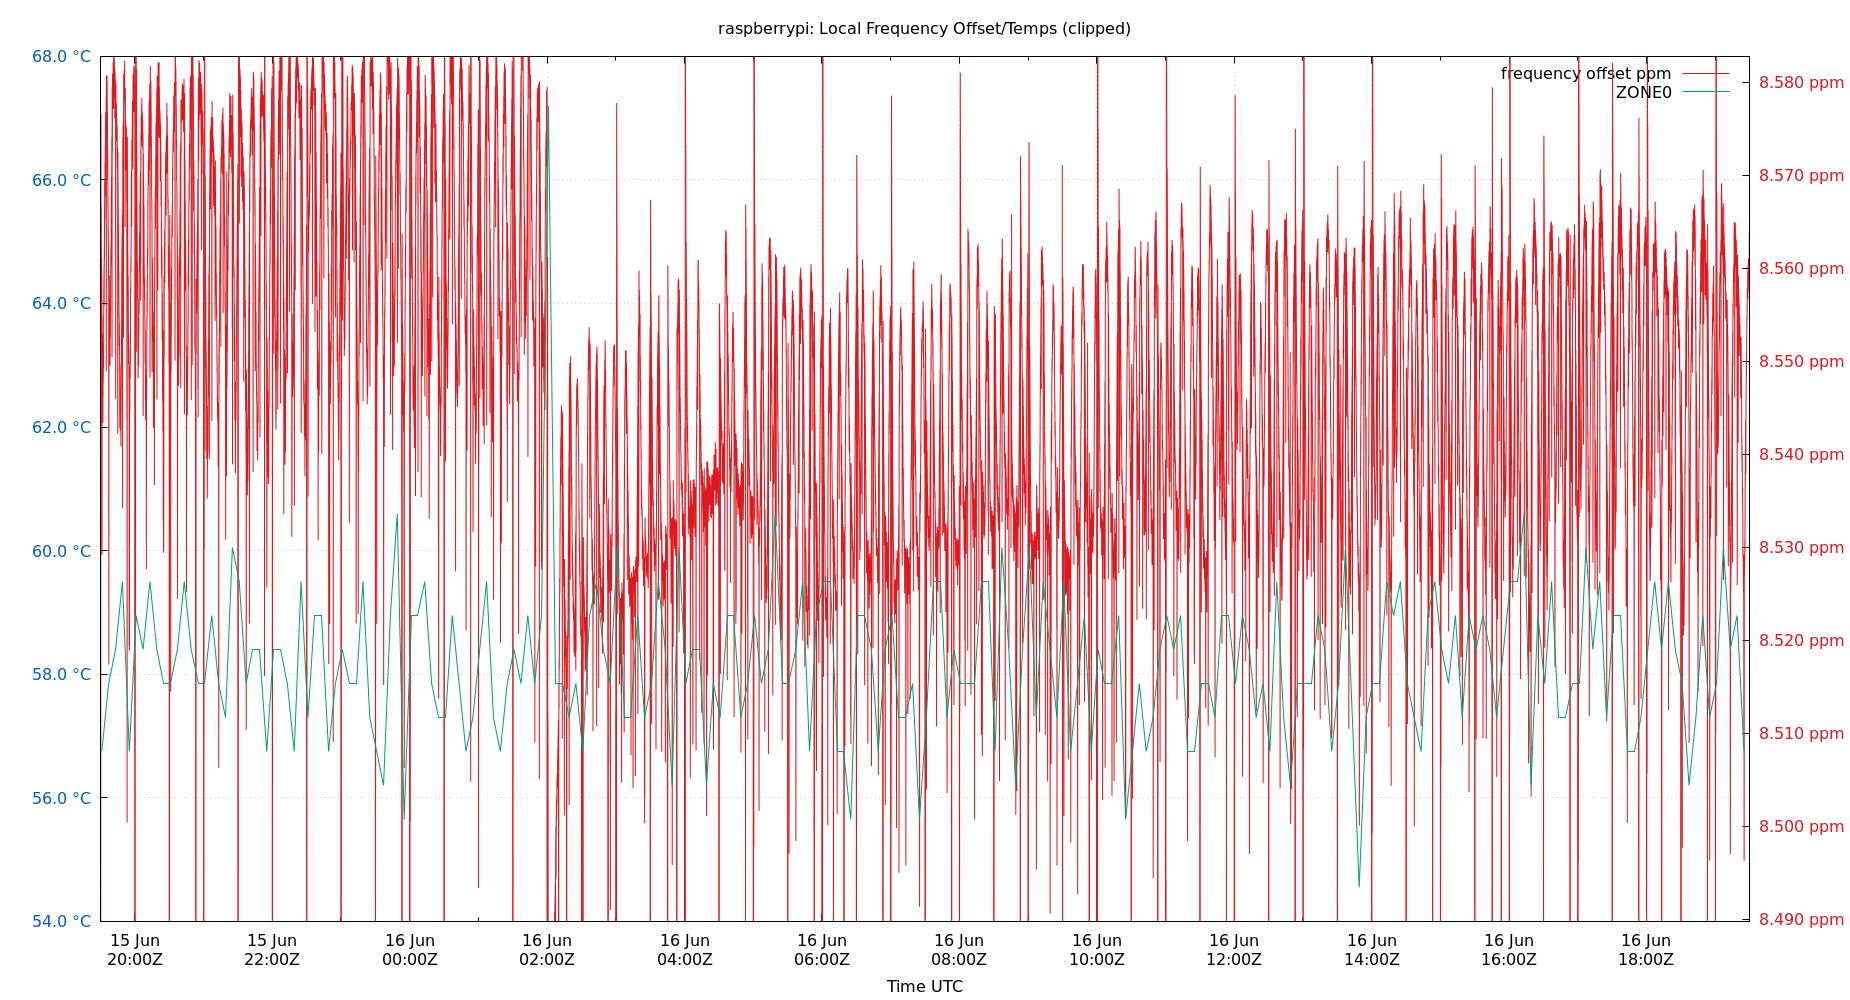 raspberrypi: Local Frequency Offset/Temps (clipped)
68.0 °C
66.0 °C
64.0 °C
62.0 °C
60.0 °C
58.0 °C
56.0 °C
54.0 °C
frequency offset ppm
ZONE0
8.580 ppm
8.570 ppm
8.560 ppm
8.550 ppm
8.540 ppm
8.530 ppm
8.520 ppm
8.510 ppm
8.500 ppm
8.490 ppm
15 Jun 15 Jun 16 Jun 16 Jun 16 Jun 16 Jun 16 Jun 16 Jun 16 Jun 16 Jun 16 Jun 16 Jun
20:00Z 22:00Z 00:00Z 02:00Z 04:00Z 06:00Z 08:00Z 10:00Z 12:00Z 14:00Z 16:00Z 18:00Z
Time UTC